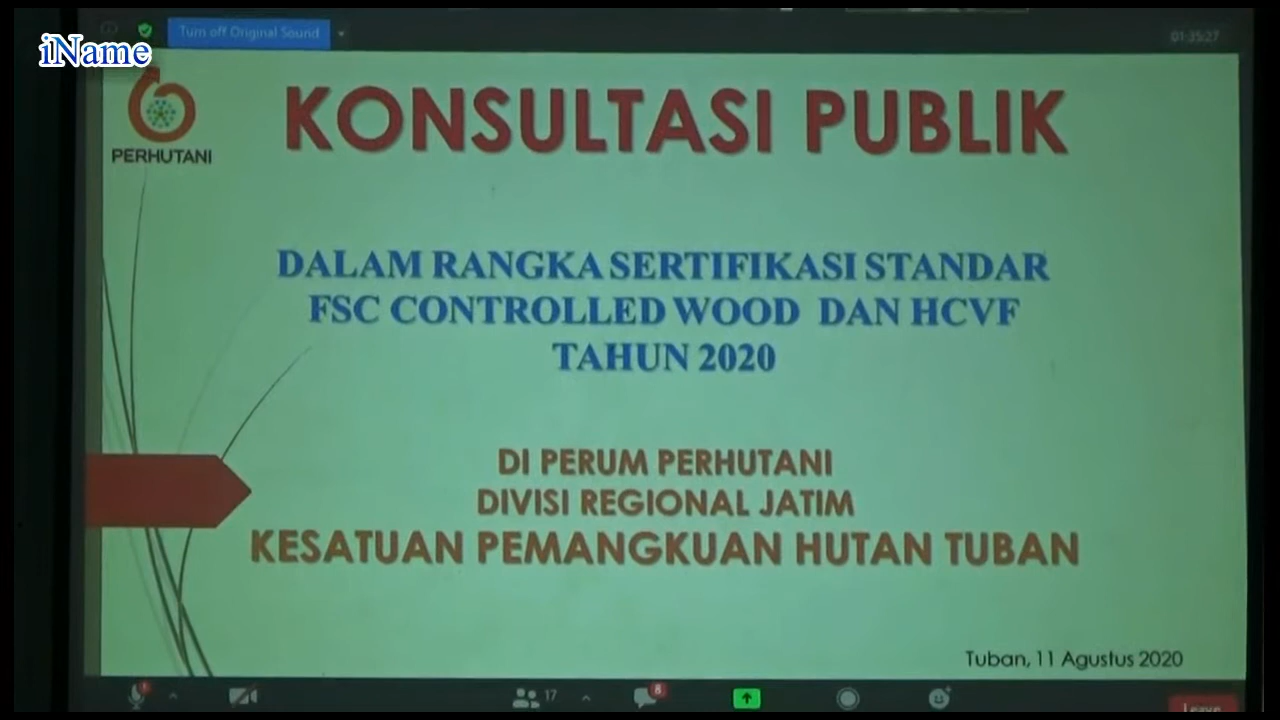 Turn off Original Sound
01:35:27
iName
PERHUTANI
KONSULTASI PUBLIK
DALAM RANGKA SERTIFIKASI STANDAR
FSC CONTROLLED WOOD DAN HCVF
TAHUN 2020
DI PERUM PERHUTANI
DIVISI REGIONAL JATIM
KESATUAN PEMANGKUAN HUTAN TUBAN
Tuban, 11 Agustus 2020
17
8
Leave